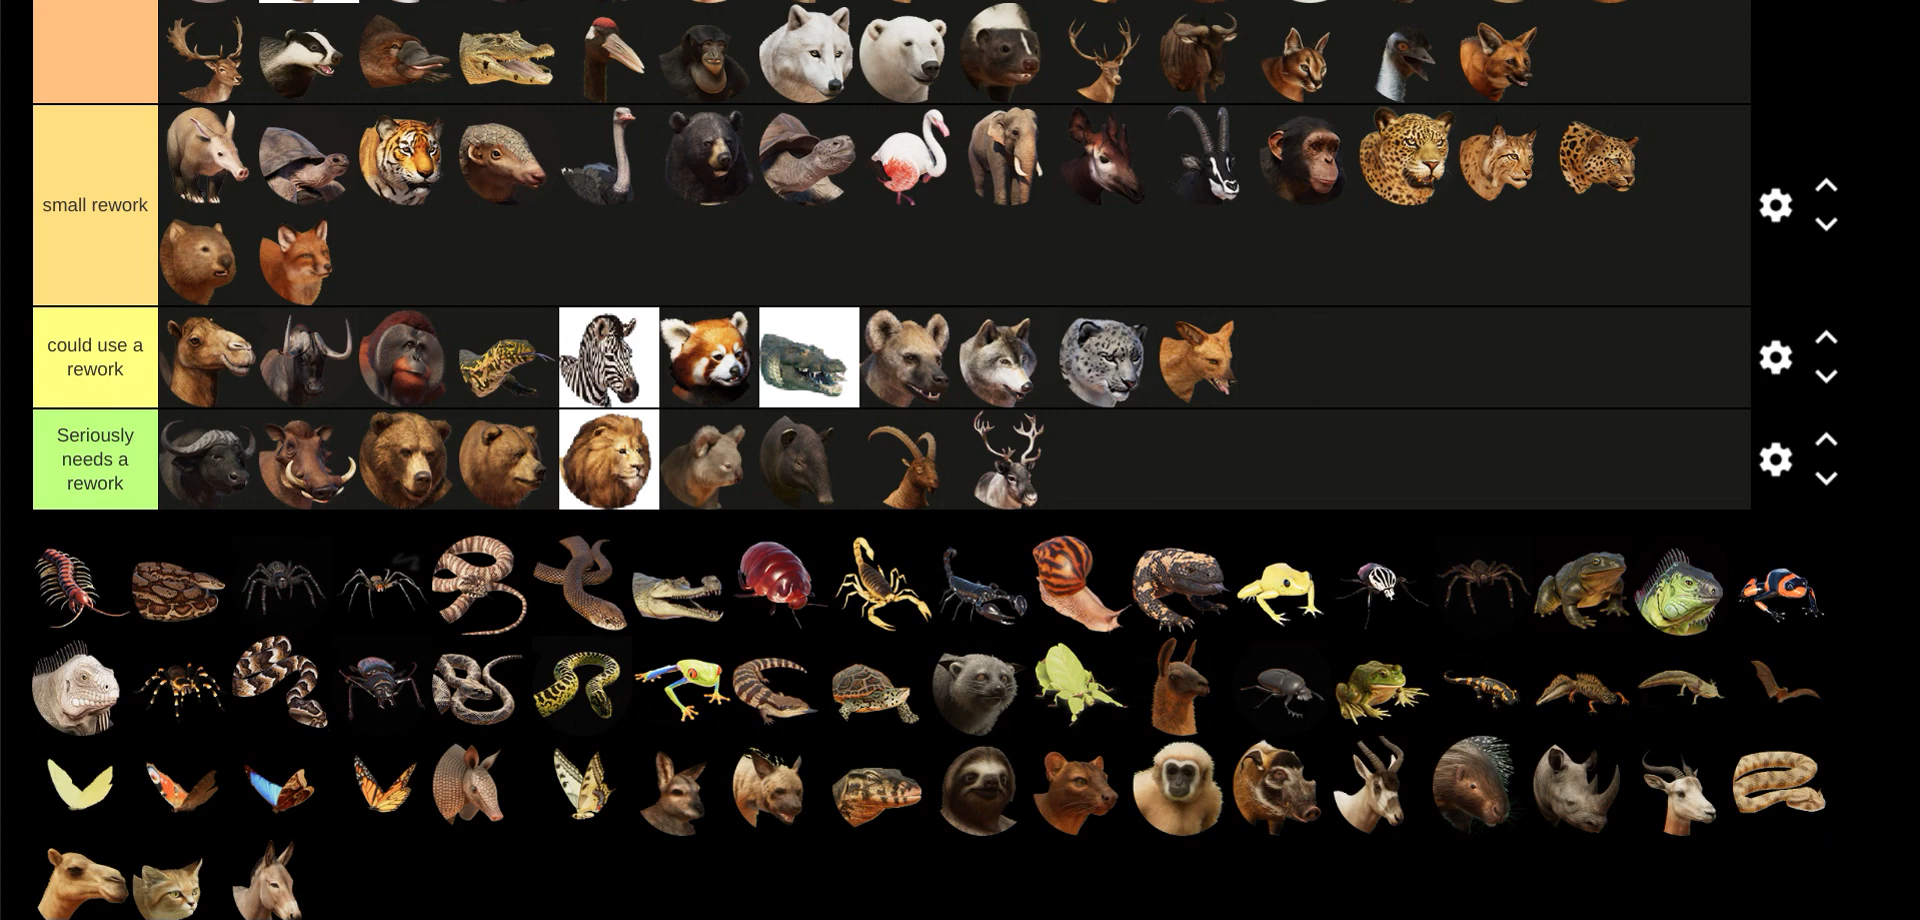 small rework
could use a
rework
Seriously
needs a
rework